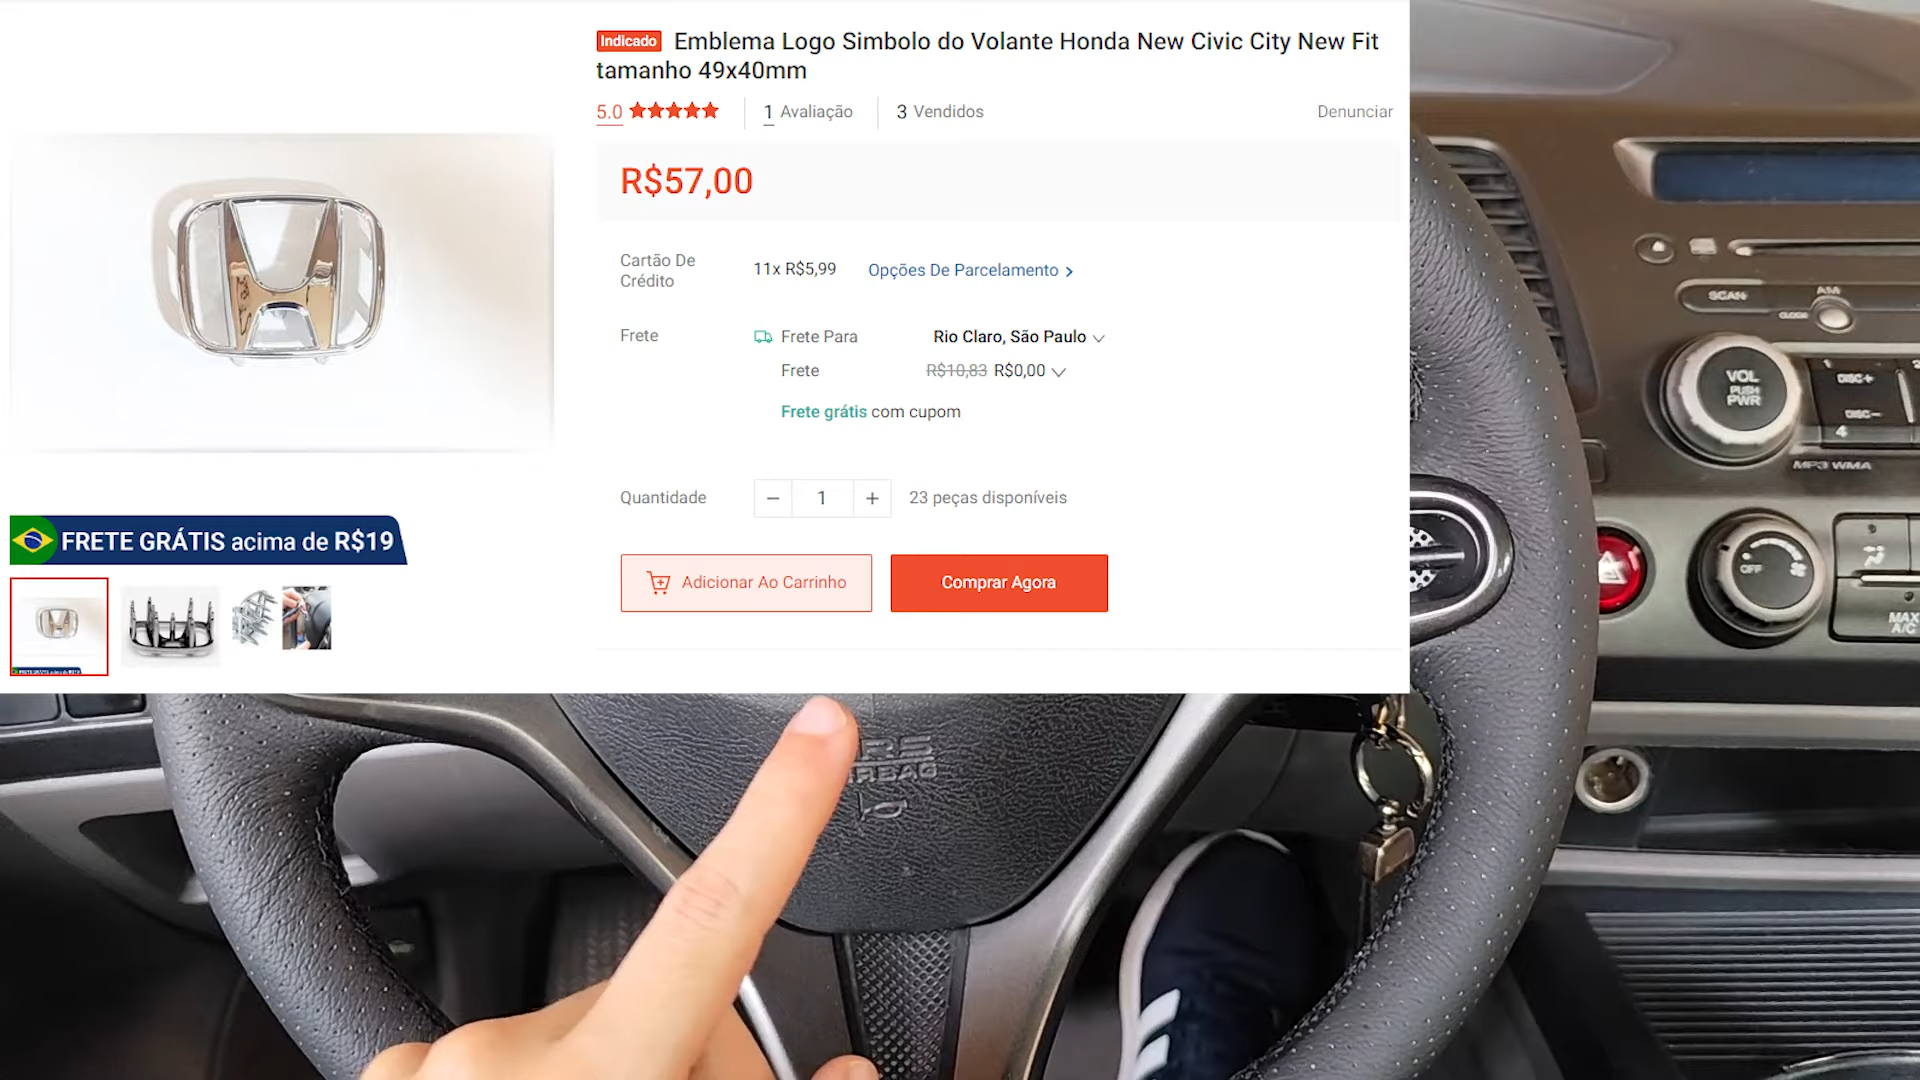 Indicado Emblema Logo Simbolo do Volante Honda New Civic City New Fit
tamanho 49x40mm
5.0 1 Avaliação 3 Vendidos Denunciar
R$57,00
Cartão De
Crédito
11x R$5,99 Opções De Parcelamento
Frete Frete Para Rio Claro, São Paulo
Frete R$10,83 R$0,00
Frete grátis com cupom
Quantidade 1 23 peças disponíveis
Adicionar Ao Carrinho Comprar Agora
FRETE GRÁTIS acima de R$19
SCAN
AM
CLOCK
VOL
PUSH
PWR
1
DISC+
DISC-
4
MP3 WMA
OFF
MAX
A/C